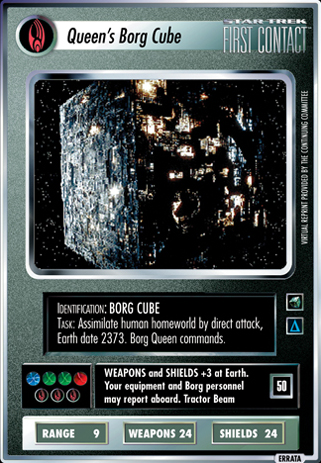 Queen's Borg Cube
STAR TREK
FIRST CONTACT
VIRTUAL REPRINT PROVIDED BY THE CONTINUING COMMITTEE
IDENTIFICATION: BORG CUBE
TASK: Assimilate human homeworld by direct attack,
Earth date 2373. Borg Queen commands.
WEAPONS and SHIELDS +3 at Earth.
Your equipment and Borg personnel
may report aboard. Tractor Beam
50
RANGE 9
WEAPONS 24
SHIELDS 24
ERRATA